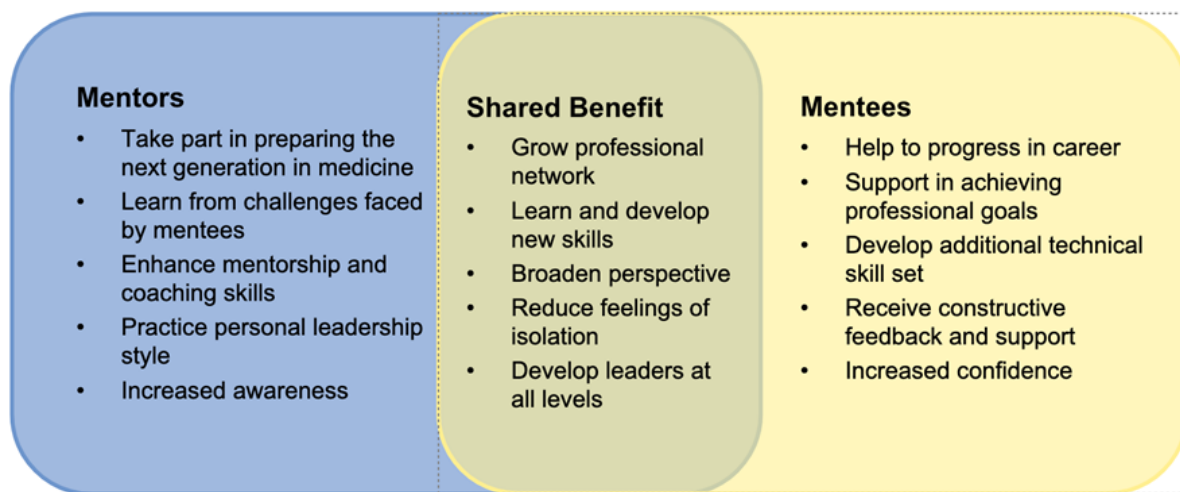 Mentors
• Take part in preparing the
next generation in medicine
• Learn from challenges faced
by mentees
• Enhance mentorship and
coaching skills
• Practice personal leadership
style
• Increased awareness
Shared Benefit
• Grow professional
network
• Learn and develop
new skills
• Broaden perspective
• Reduce feelings of
isolation
• Develop leaders at
all levels
Mentees
• Help to progress in career
• Support in achieving
professional goals
• Develop additional technical
skill set
• Receive constructive
feedback and support
• Increased confidence